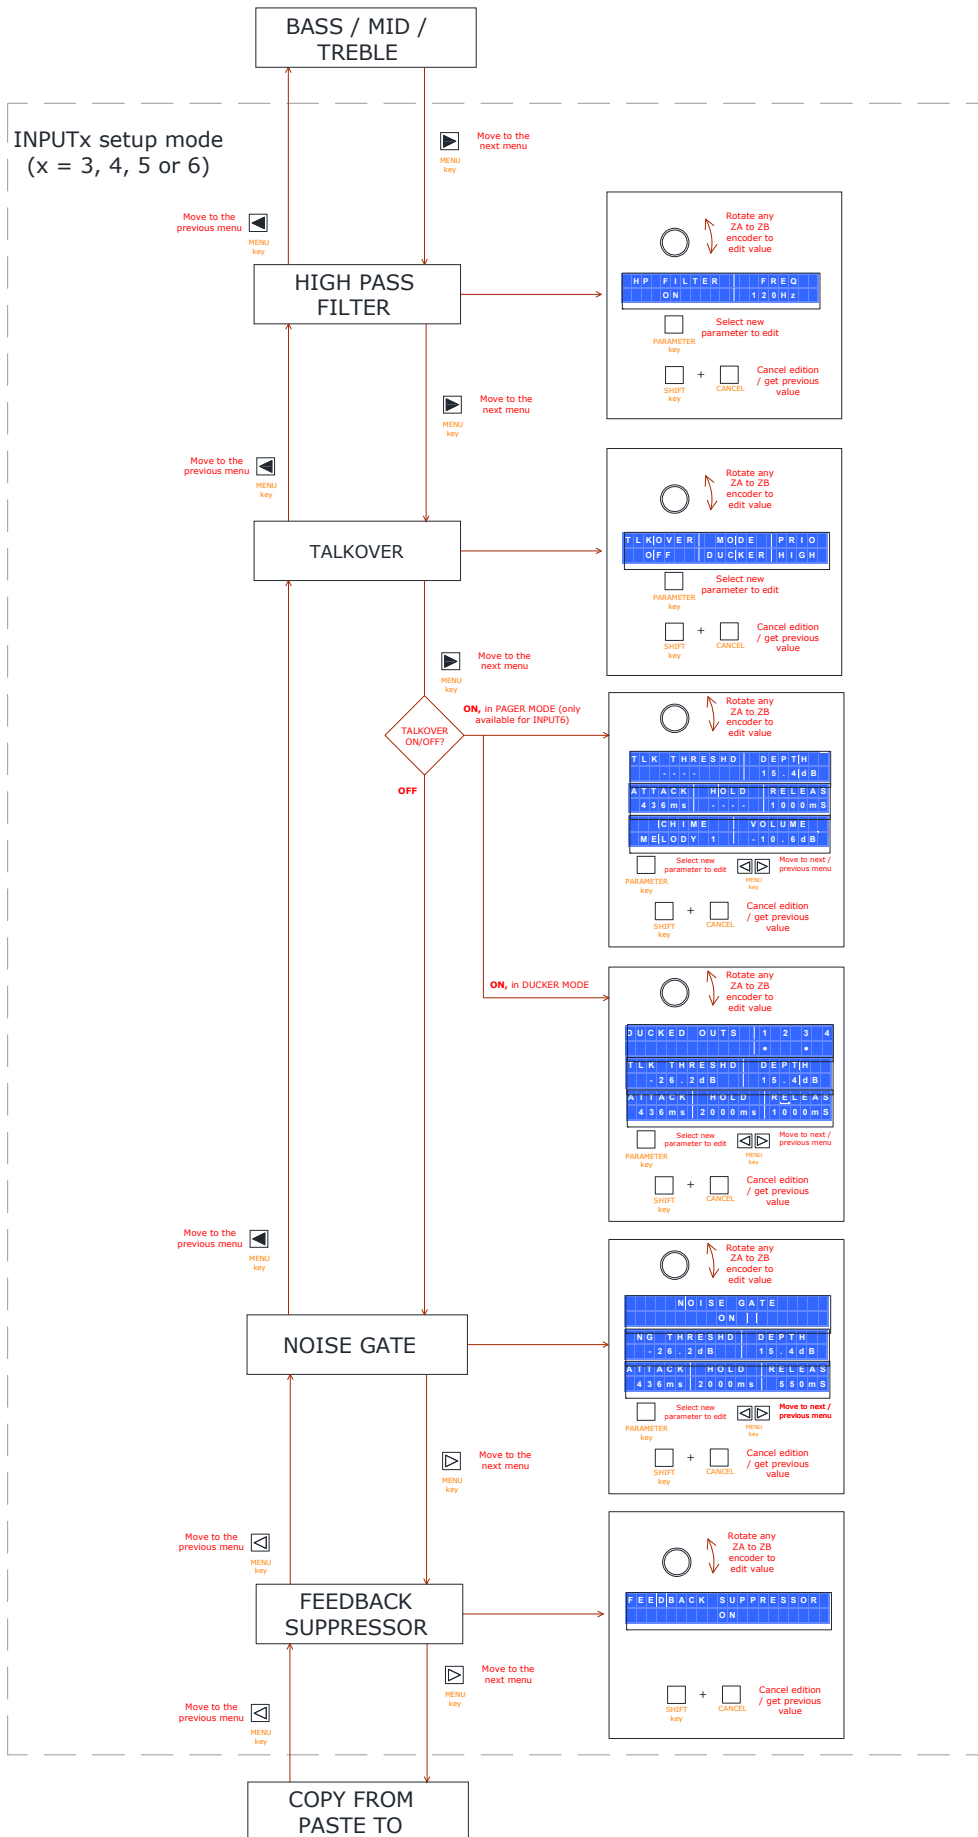 BASS / MID /
TREBLE
INPUTx setup mode
(x = 3, 4, 5 or 6)
Move to the
next menu
MENU
key
Move to the
previous menu
MENU
key
HIGH PASS
FILTER
Rotate any
ZA to ZB
encoder to
edit value
HP FILTER FREQ
ON 120Hz
PARAMETER
key
Select new
parameter to edit
SHIFT
key
+
CANCEL
Cancel edition
/ get previous
value
Move to the
next menu
MENU
key
Move to the
previous menu
MENU
key
TALKOVER
Rotate any
ZA to ZB
encoder to
edit value
TLKOVER MODE PRIO
OFF DUCKER HIGH
PARAMETER
key
Select new
parameter to edit
SHIFT
key
+
CANCEL
Cancel edition
/ get previous
value
Move to the
next menu
MENU
key
TALKOVER
ON/OFF?
ON, in PAGER MODE (only
available for INPUT6)
OFF
Rotate any
ZA to ZB
encoder to
edit value
TLK THRESHD DEPTH
---- 15.4dB
ATTACK HOLD RELEAS
436ms ---- 1000mS
CHIME VOLUME
MELODY 1 -10.6dB
PARAMETER
key
Select new
parameter to edit
MENU
key
Move to next /
previous menu
SHIFT
key
+
CANCEL
Cancel edition
/ get previous
value
ON, in DUCKER MODE
Rotate any
ZA to ZB
encoder to
edit value
DUCKED OUTS 1 2 3 4
• •
TLK THRESHD DEPTH
-26.2dB 15.4dB
ATTACK HOLD RELEAS
436ms 2000ms 1000mS
PARAMETER
key
Select new
parameter to edit
MENU
key
Move to next /
previous menu
SHIFT
key
+
CANCEL
Cancel edition
/ get previous
value
Move to the
previous menu
MENU
key
NOISE GATE
Rotate any
ZA to ZB
encoder to
edit value
NOISE GATE
ON
NG THRESHD DEPTH
-26.2dB 15.4dB
ATTACK HOLD RELEAS
436ms 2000ms 550mS
PARAMETER
key
Select new
parameter to edit
MENU
key
Move to next /
previous menu
SHIFT
key
+
CANCEL
Cancel edition
/ get previous
value
Move to the
next menu
MENU
key
Move to the
previous menu
MENU
key
FEEDBACK
SUPPRESSOR
Rotate any
ZA to ZB
encoder to
edit value
FEEDBACK SUPPRESSOR
ON
SHIFT
key
+
CANCEL
Cancel edition
/ get previous
value
Move to the
next menu
MENU
key
Move to the
previous menu
MENU
key
COPY FROM
PASTE TO